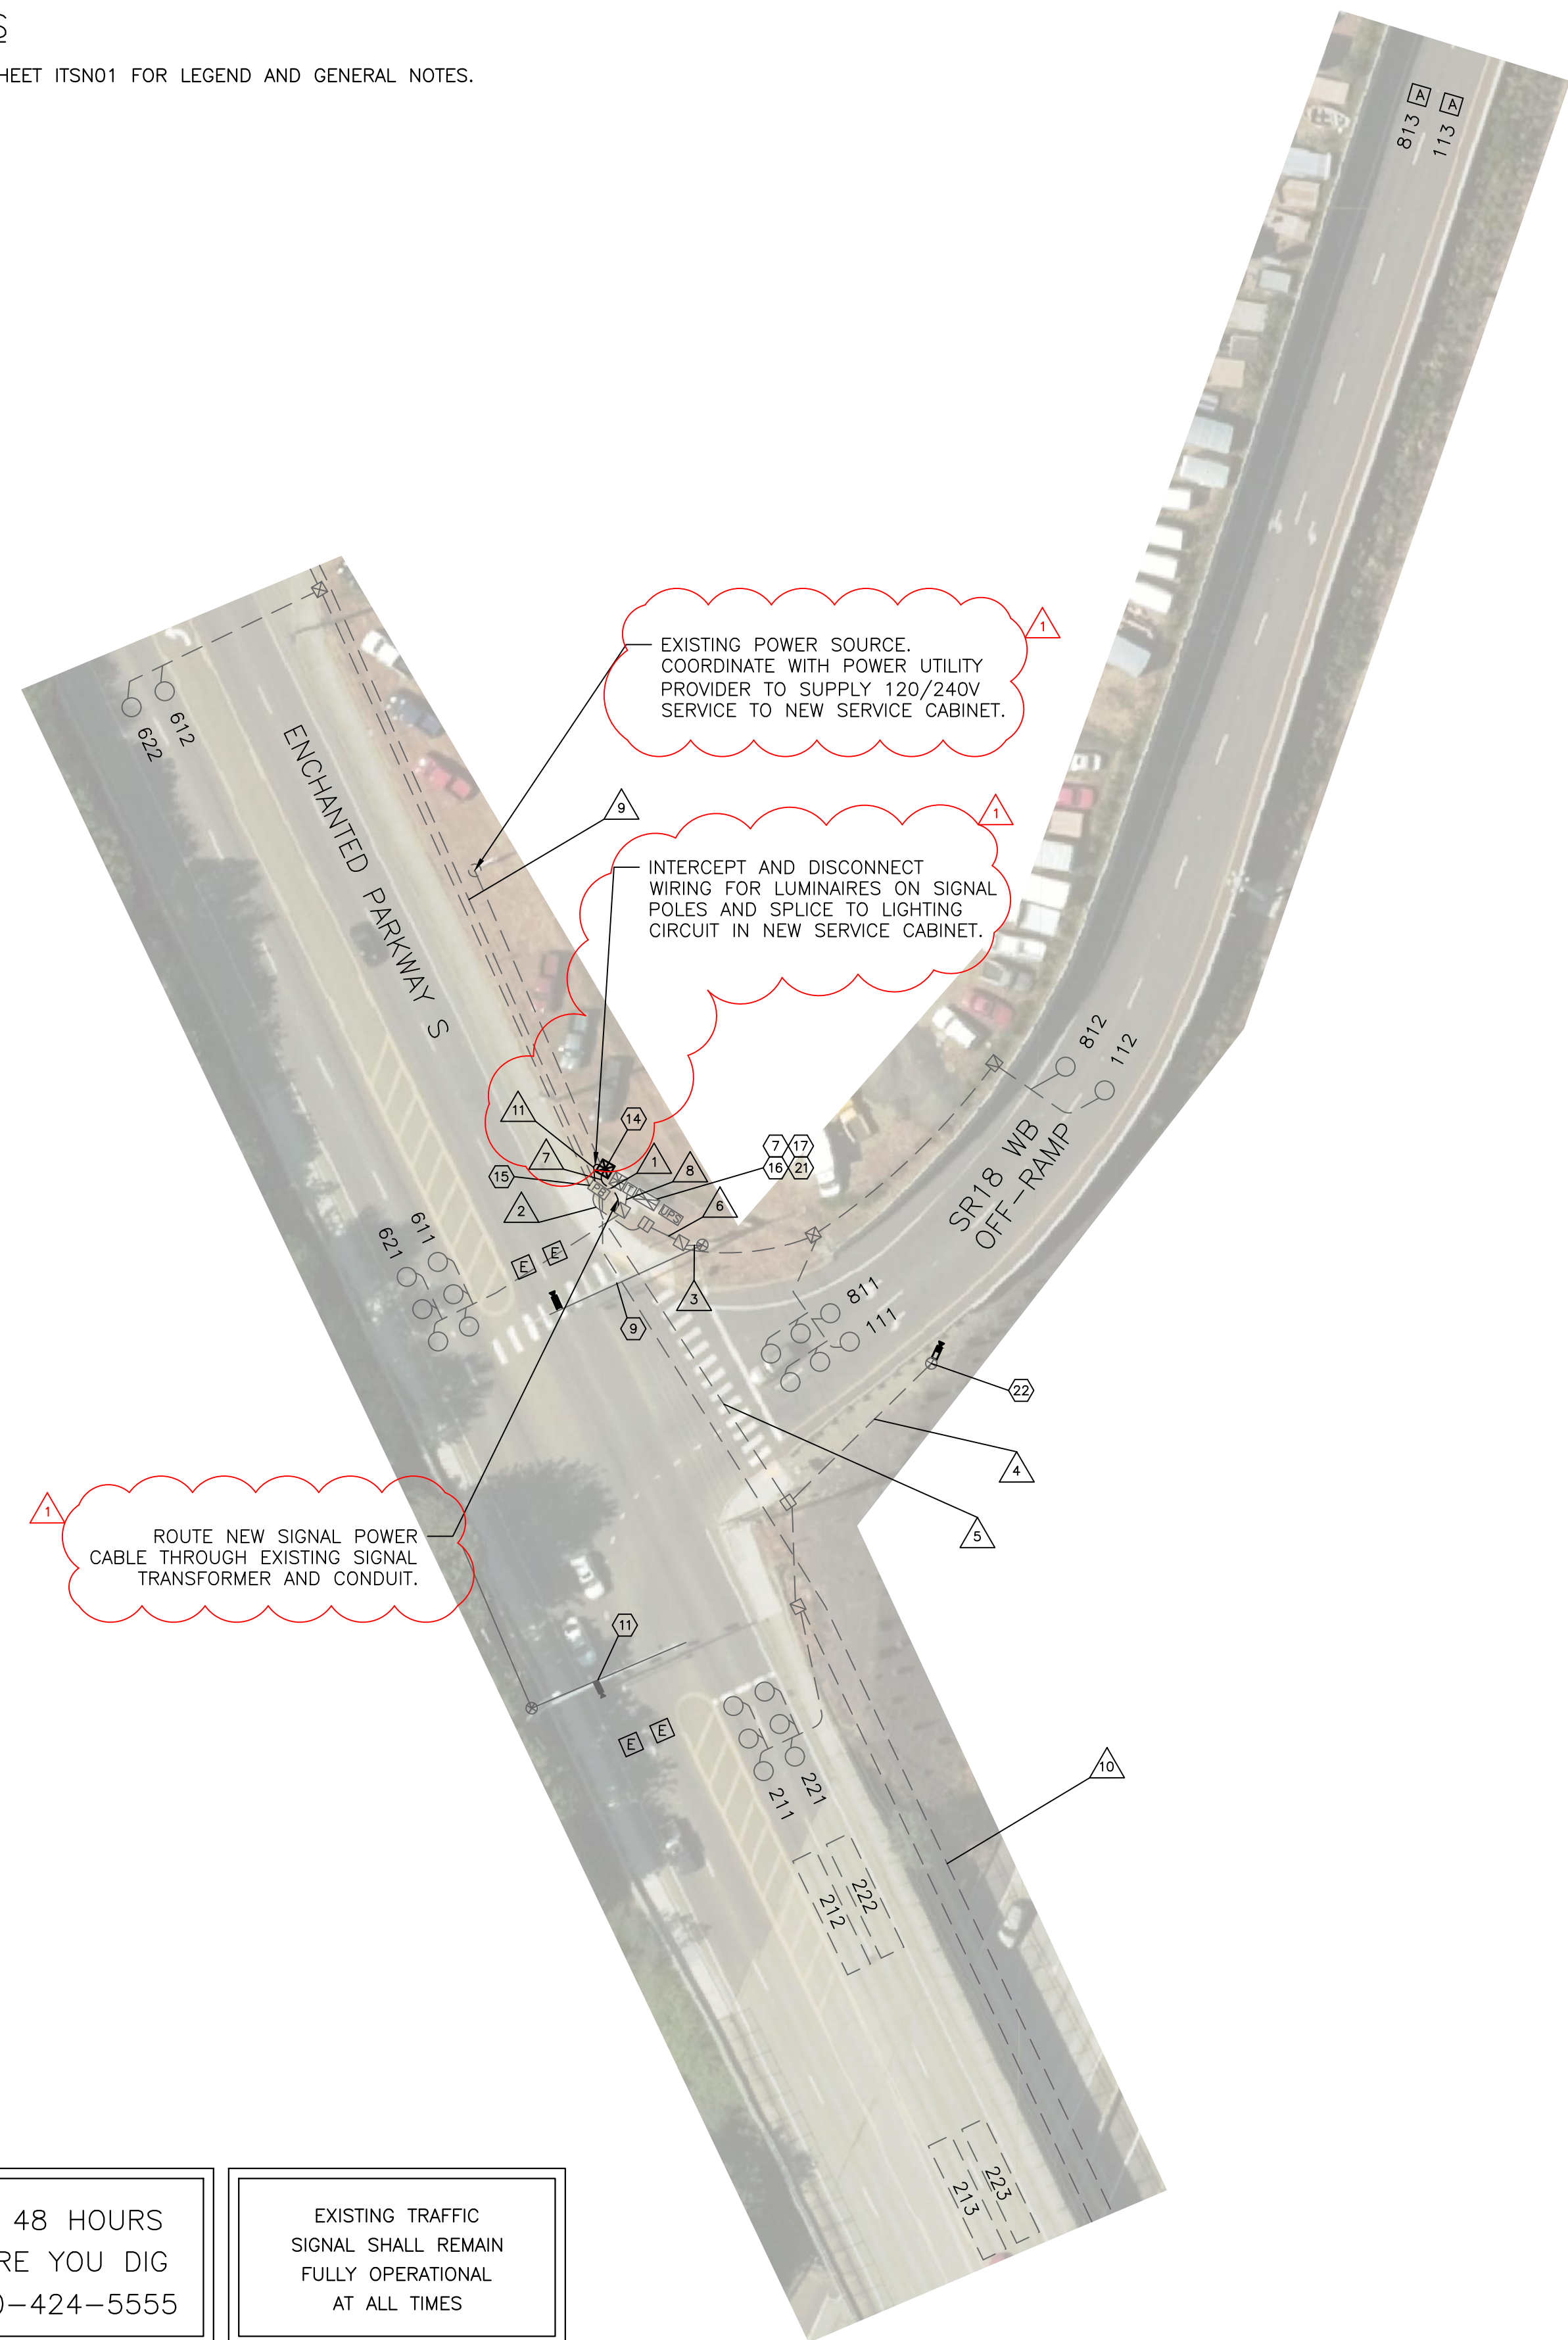 S
HEET ITSN01 FOR LEGEND AND GENERAL NOTES.
813 A
113 A
1
EXISTING POWER SOURCE.
COORDINATE WITH POWER UTILITY
PROVIDER TO SUPPLY 120/240V
SERVICE TO NEW SERVICE CABINET.
612
622
ENCHANTED PARKWAY S
9
1
INTERCEPT AND DISCONNECT
WIRING FOR LUMINAIRES ON SIGNAL
POLES AND SPLICE TO LIGHTING
CIRCUIT IN NEW SERVICE CABINET.
812
112
SR18 WB
OFF-RAMP
11
14
7
1
8
7 17
16 21
15
PB
UPS
2
6
611
621
E E
3
9
811
111
22
4
5
1
ROUTE NEW SIGNAL POWER
CABLE THROUGH EXISTING SIGNAL
TRANSFORMER AND CONDUIT.
11
E E
221
211
10
222
212
223
213
48 HOURS
RE YOU DIG
0-424-5555
EXISTING TRAFFIC
SIGNAL SHALL REMAIN
FULLY OPERATIONAL
AT ALL TIMES